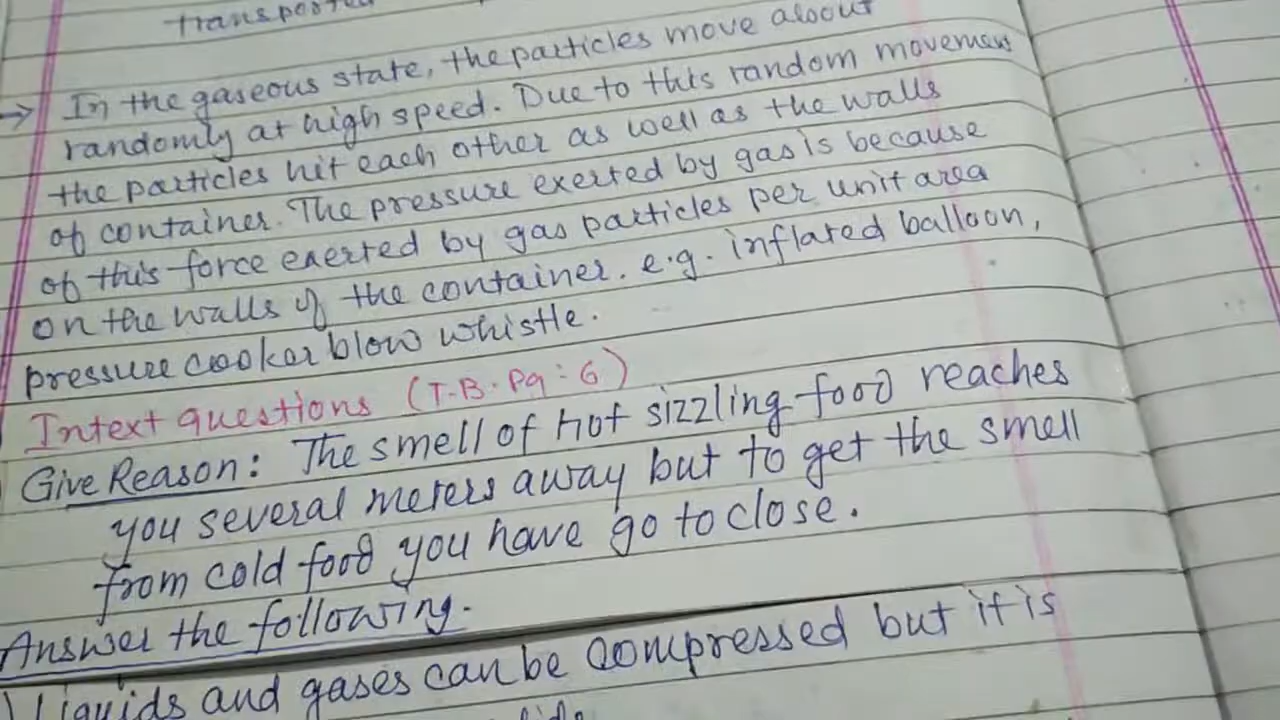 transported
→ In the gaseous state, the particles move about
randomly at high speed. Due to this random movement
the particles hit each other as well as the walls
of container. The pressure exerted by gas is because
of this force exerted by gas particles per unit area
on the walls of the container. e.g. inflated balloon,
pressure cooker blow whistle.
Intext questions (T.B. Pg: 6)
Give Reason: The smell of hot sizzling food reaches
you several meters away but to get the smell
from cold food you have go to close.
Answer the following.
Liquids and gases can be compressed but it is